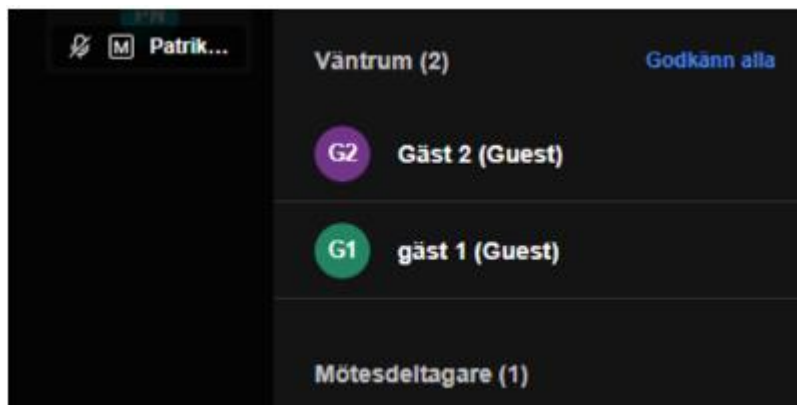 M Patrik...
Väntrum (2) Godkänn alla
G2 Gäst 2 (Guest)
G1 gäst 1 (Guest)
Mötesdeltagare (1)